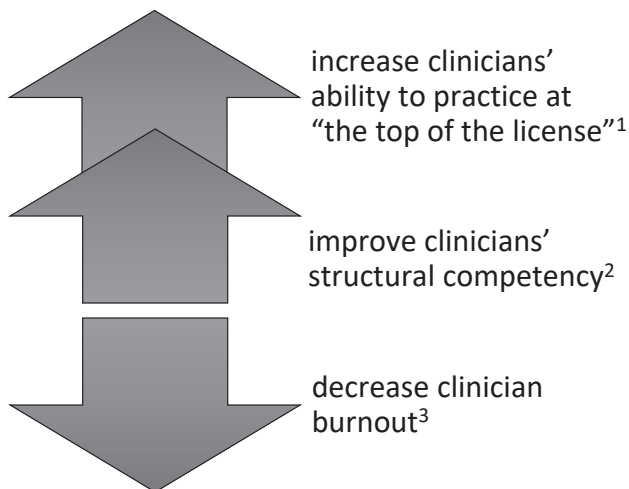 increase clinicians’
ability to practice at
“the top of the license”1
improve clinicians’
structural competency2
decrease clinician
burnout3